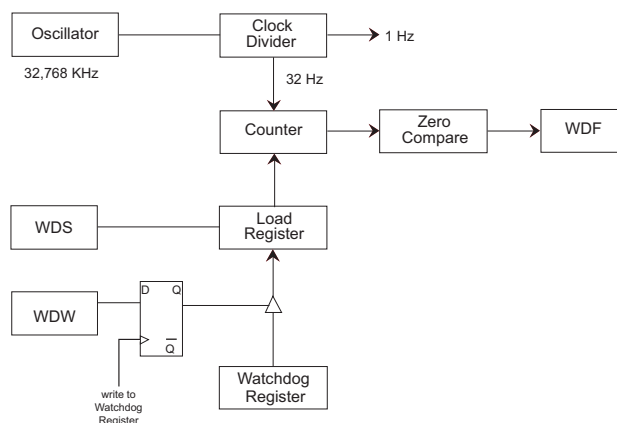 Oscillator
Clock
Divider
1 Hz
32,768 KHz
32 Hz
Counter
Zero
Compare
WDF
WDS
Load
Register
D Q
WDW
Q
Watchdog
Register
write to
Watchdog
Register